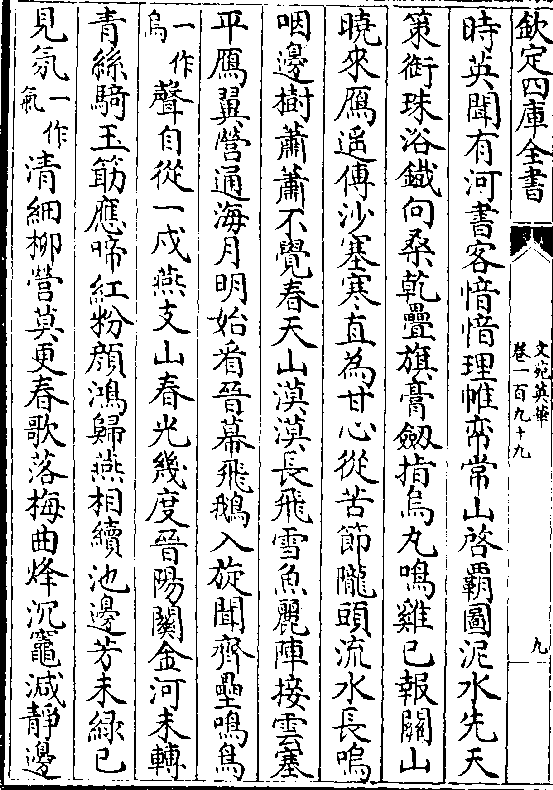 欽定四庫全書
文苑英華
卷一百九十九
九
時英聞有河書客愔愔理帷帟常山啓覇圖泥水先天
策銜珠浴鐵向桑乾疊旗膏劒指烏丸鳴雞已報關山
曉來鴈遥傳沙塞寒直為甘心從苦節隴頭流水長鳴
咽邊樹蕭蕭不覺春天山漠漠長飛雪魚麗陣接雲塞
平鴈翼營通海月明始看晉幕飛鵝入旋聞齊壘鳴烏
一作烏聲自從一戍燕支山春光幾度晉陽關金河未轉
青絲騎玉筯應啼紅粉顔鴻歸燕相續池邊芳未緑已
見氛一作氣清細柳營莫更春歌落梅曲烽沉竈減静邊